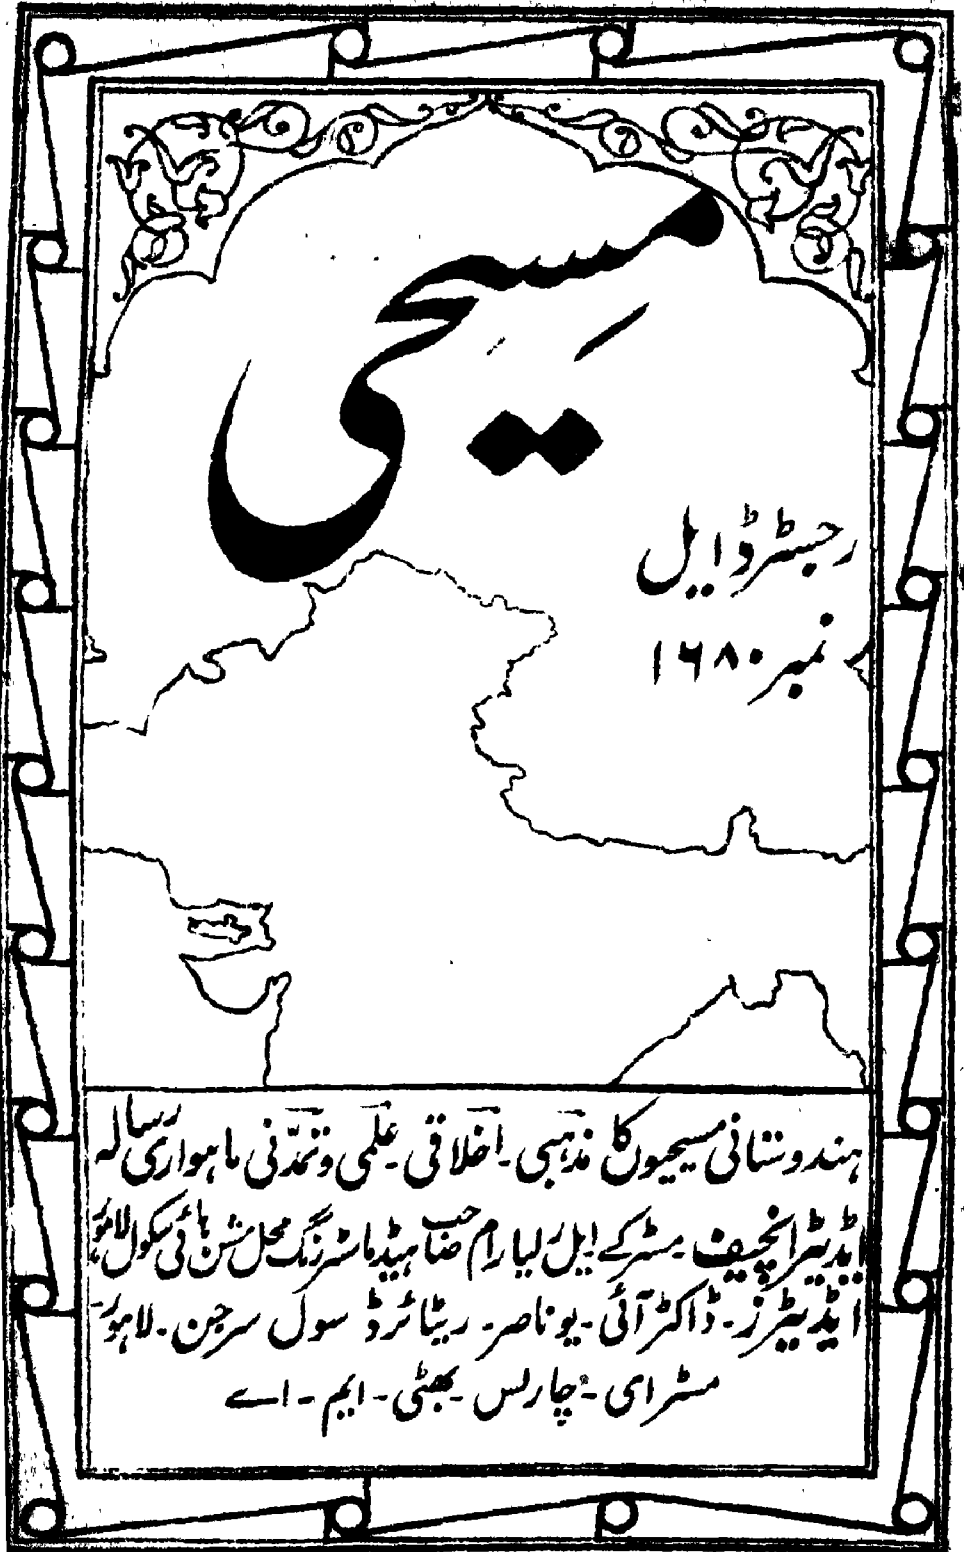 مسیحی
رجسٹرڈ ایل
نمبر ۱۶۸۰
ہندوستانی مسیحیوں کا مذہبی۔ اخلاقی۔ علمی و تمدنی ماہواری رسالہ
ایڈیٹر انچیف۔ مسٹر کے ایل رلیا رام صاحب ہیڈ ماسٹر رنگ محل مشن ہائی سکول لاہور
ایڈیٹرز۔ ڈاکٹر آئی۔ یو ناصر۔ ریٹائرڈ سول سرجن۔ لاہور
مسٹر ای۔ چارلس۔ بھٹی۔ ایم۔ اے